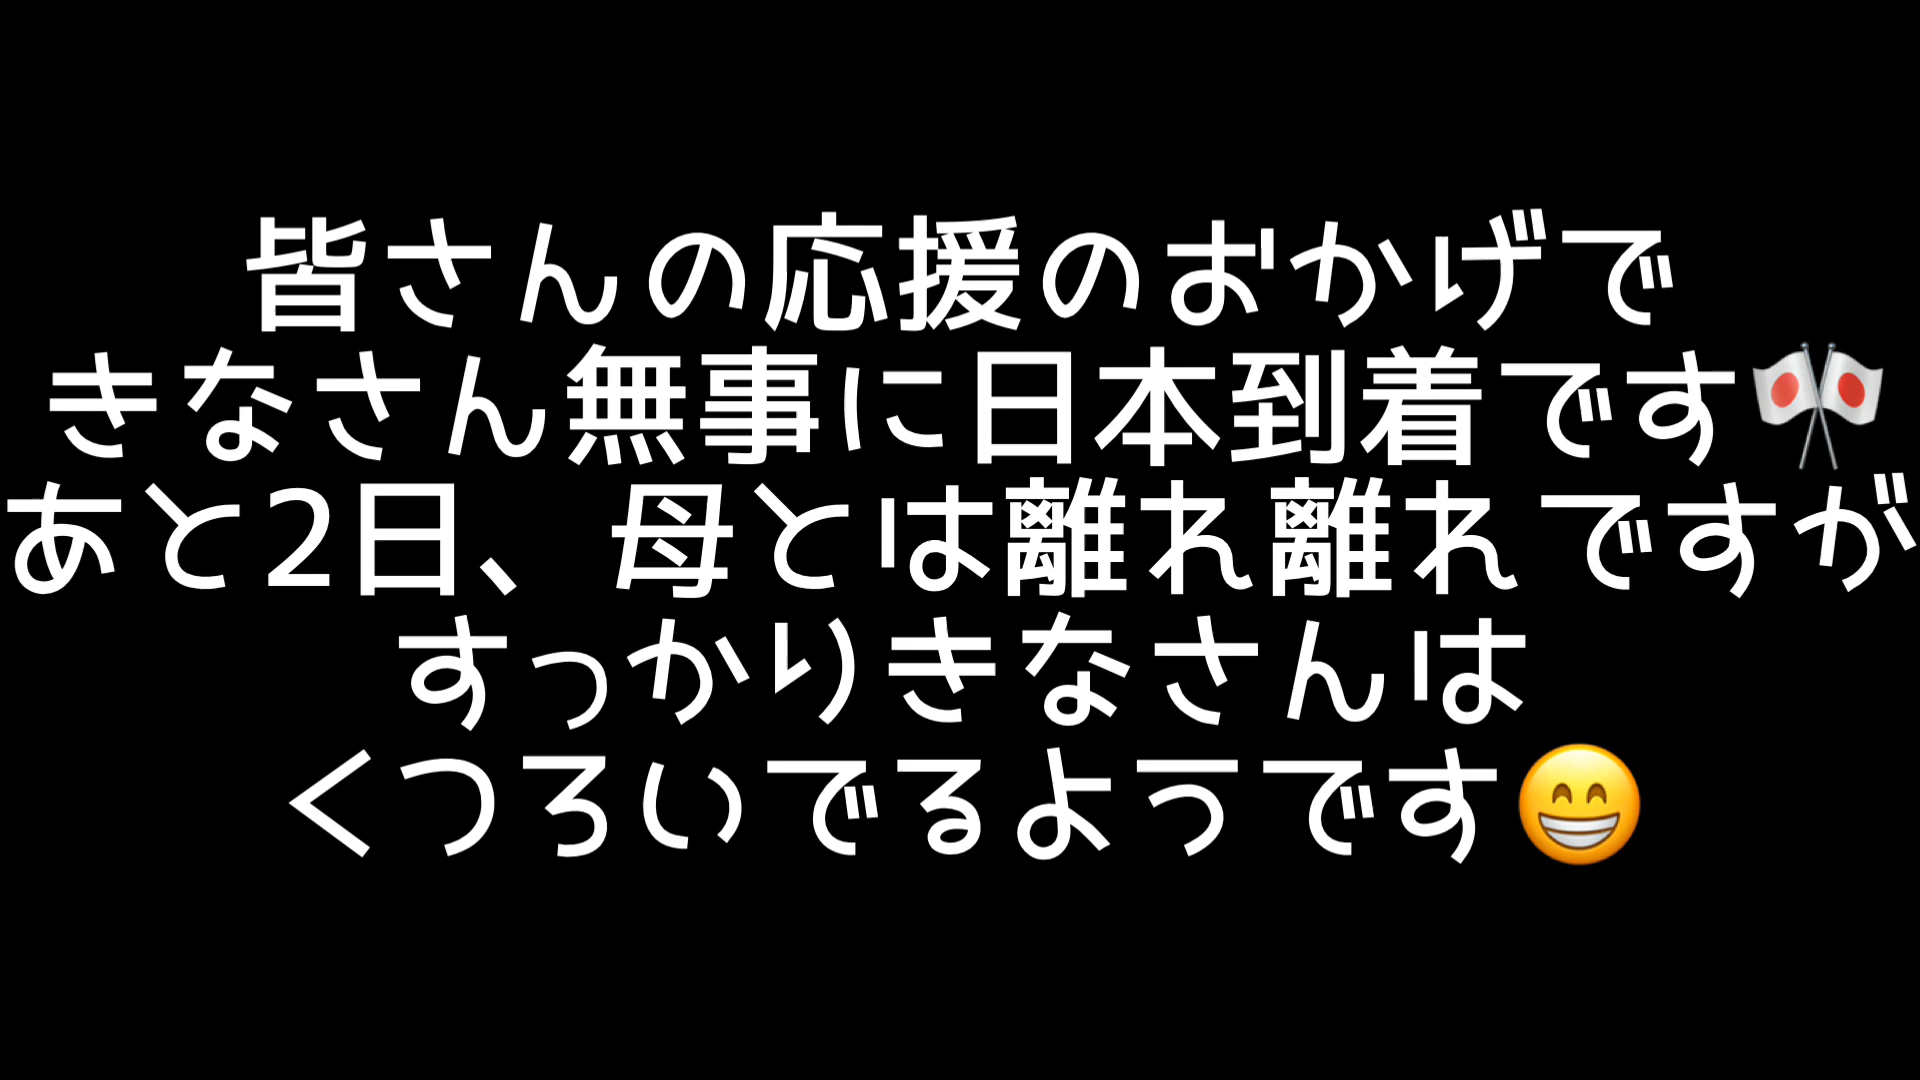 皆さんの応援のおかげで
きなさん無事に日本到着です🎌
あと2日、母とは離れ離れですが
すっかりきなさんは
くつろいでるようです😁